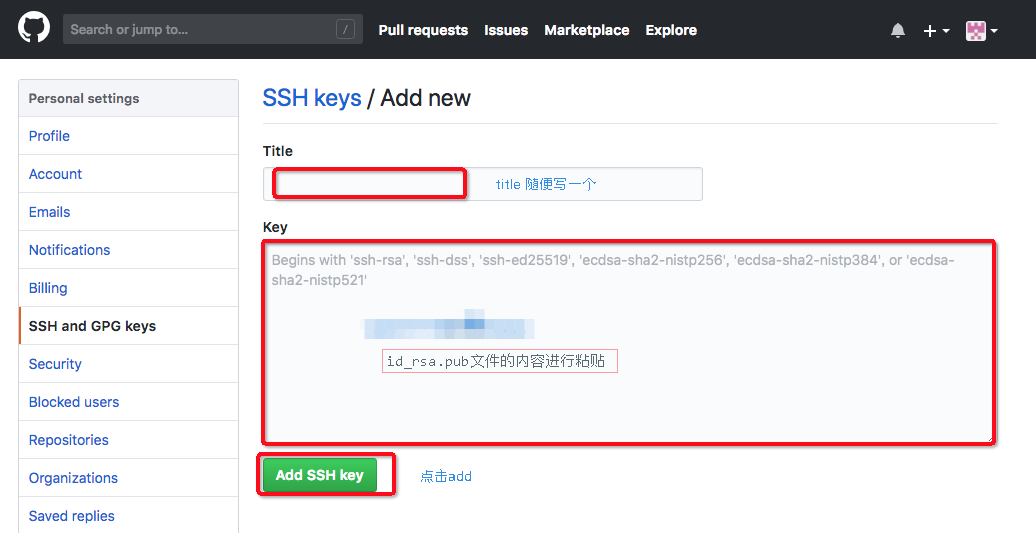 Search or jump to... /
Pull requests Issues Marketplace Explore
Personal settings
Profile
Account
Emails
Notifications
Billing
SSH and GPG keys
Security
Blocked users
Repositories
Organizations
Saved replies
SSH keys / Add new
Title
title 随便写一个
Key
Begins with 'ssh-rsa', 'ssh-dss', 'ssh-ed25519', 'ecdsa-sha2-nistp256', 'ecdsa-sha2-nistp384', or 'ecdsa-
sha2-nistp521'
id_rsa.pub文件的内容进行粘贴
Add SSH key 点击add